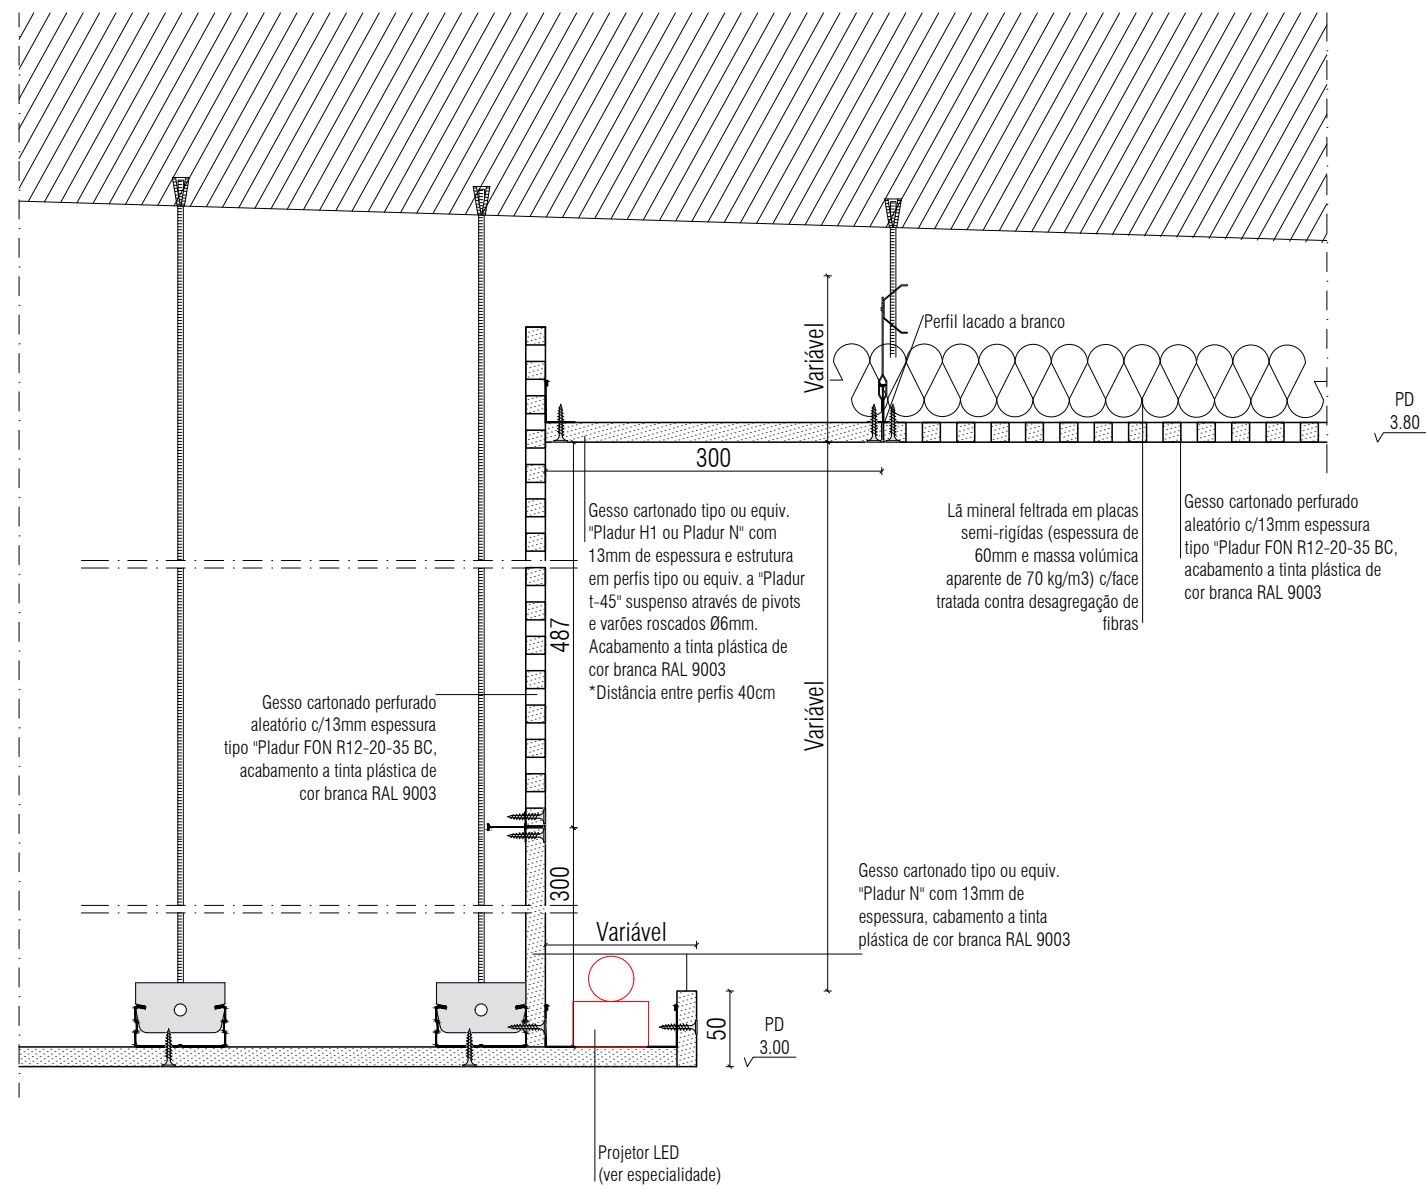 Variável
Perfil lacado a branco
PD
3.80
300
Gesso cartonado tipo ou equiv.
"Pladur H1 ou Pladur N" com
13mm de espessura e estrutura
em perfis tipo ou equiv. a "Pladur
t-45" suspenso através de pivots
e varões roscados Ø6mm.
Acabamento a tinta plástica de
cor branca RAL 9003
*Distância entre perfis 40cm
Lã mineral feltrada em placas
semi-rígidas (espessura de
60mm e massa volúmica
aparente de 70 kg/m3) c/face
tratada contra desagregação de
fibras
Gesso cartonado perfurado
aleatório c/13mm espessura
tipo "Pladur FON R12-20-35 BC,
acabamento a tinta plástica de
cor branca RAL 9003
487
Variável
Gesso cartonado perfurado
aleatório c/13mm espessura
tipo "Pladur FON R12-20-35 BC,
acabamento a tinta plástica de
cor branca RAL 9003
300
Gesso cartonado tipo ou equiv.
"Pladur N" com 13mm de
espessura, cabamento a tinta
plástica de cor branca RAL 9003
Variável
50
PD
3.00
Projetor LED
(ver especialidade)